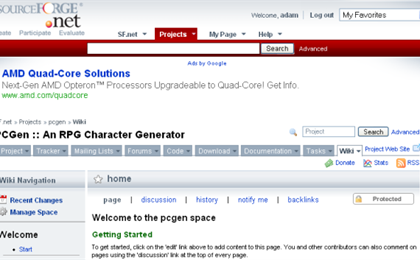 SOURCEFORGE
.net
Welcome, adam Log out My Favorites
ate Participate Evaluate
SF.net Projects My Page Help
Search Advanced
Ads by Google
AMD Quad-Core Solutions
Next-Gen AMD Opteron™ Processors Upgradeable to Quad-Core! Get Info.
www.amd.com/quadcore
F.net » Projects » pcgen » Wiki
PCGen :: An RPG Character Generator
Project Search Advanced
Project Tracker Mailing Lists Forums Code Download Documentation Tasks Wiki Project Web Site
Donate Stats RSS
Wiki Navigation
home
Recent Changes
Manage Space
page discussion history notify me backlinks Protected
Welcome to the pcgen space
Welcome
Start
Getting Started
To get started, click on the 'edit' link above to add content to this page. You and other contributors can also comment on
pages using the 'discussion' link at the top of every page.